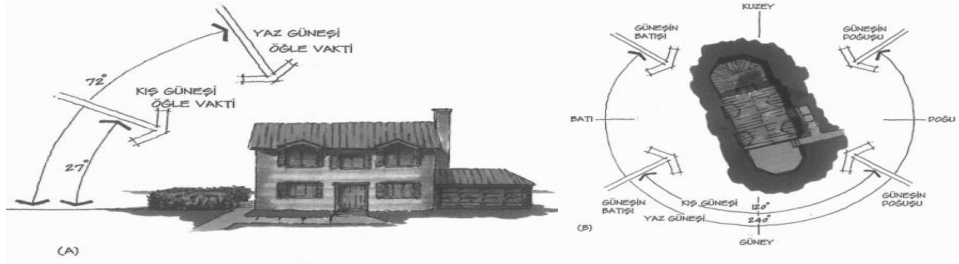 YAZ GÜNEŞİ
ÖĞLE VAKTİ
72°
KIŞ GÜNEŞİ
ÖĞLE VAKTİ
27°
(A)
KUZEY
GÜNEŞİN
BATIŞI
GÜNEŞİN
DOĞUŞU
BATI
DOĞU
GÜNEŞİN
BATIŞI
KIŞ GÜNEŞİ 120°
YAZ GÜNEŞİ 240°
GÜNEŞİN
DOĞUŞU
(B)
GÜNEY